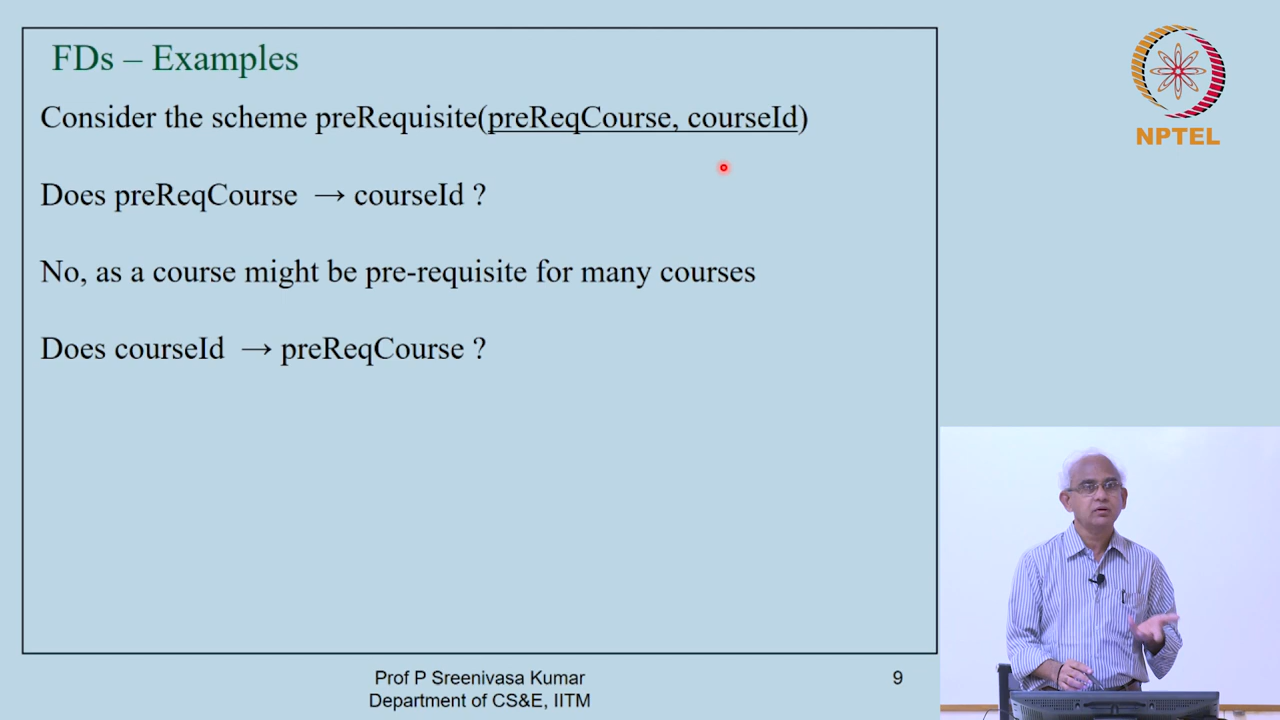 FDs – Examples
Consider the scheme preRequisite(preReqCourse, courseId)
Does preReqCourse → courseId ?
No, as a course might be pre-requisite for many courses
Does courseId → preReqCourse ?
Prof P Sreenivasa Kumar
Department of CS&E, IITM
9
NPTEL